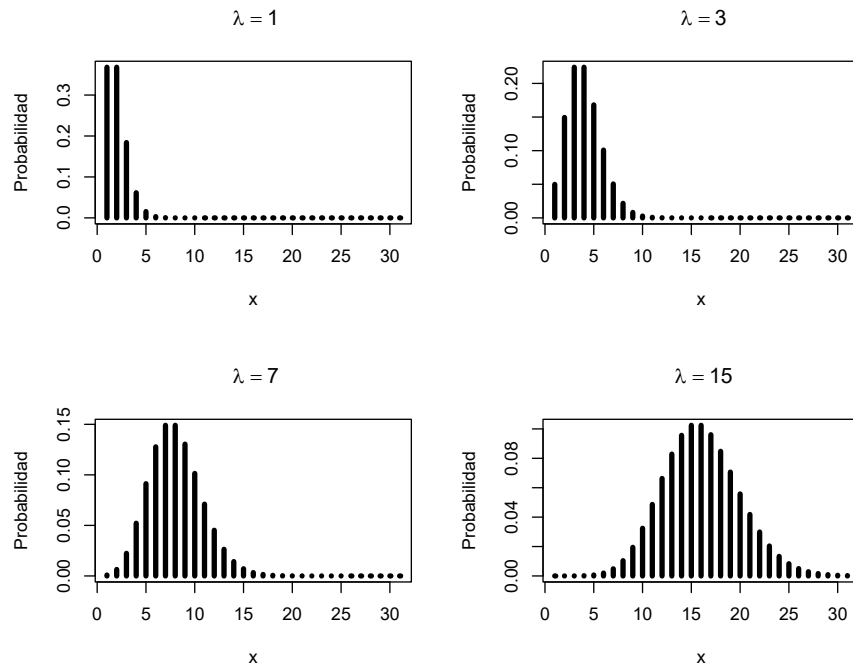 λ = 1
Probabilidad
0.0 0.1 0.2 0.3
0 5 10 15 20 25 30
x
λ = 3
Probabilidad
0.00 0.10 0.20
0 5 10 15 20 25 30
x
λ = 7
Probabilidad
0.00 0.05 0.10 0.15
0 5 10 15 20 25 30
x
λ = 15
Probabilidad
0.00 0.04 0.08
0 5 10 15 20 25 30
x